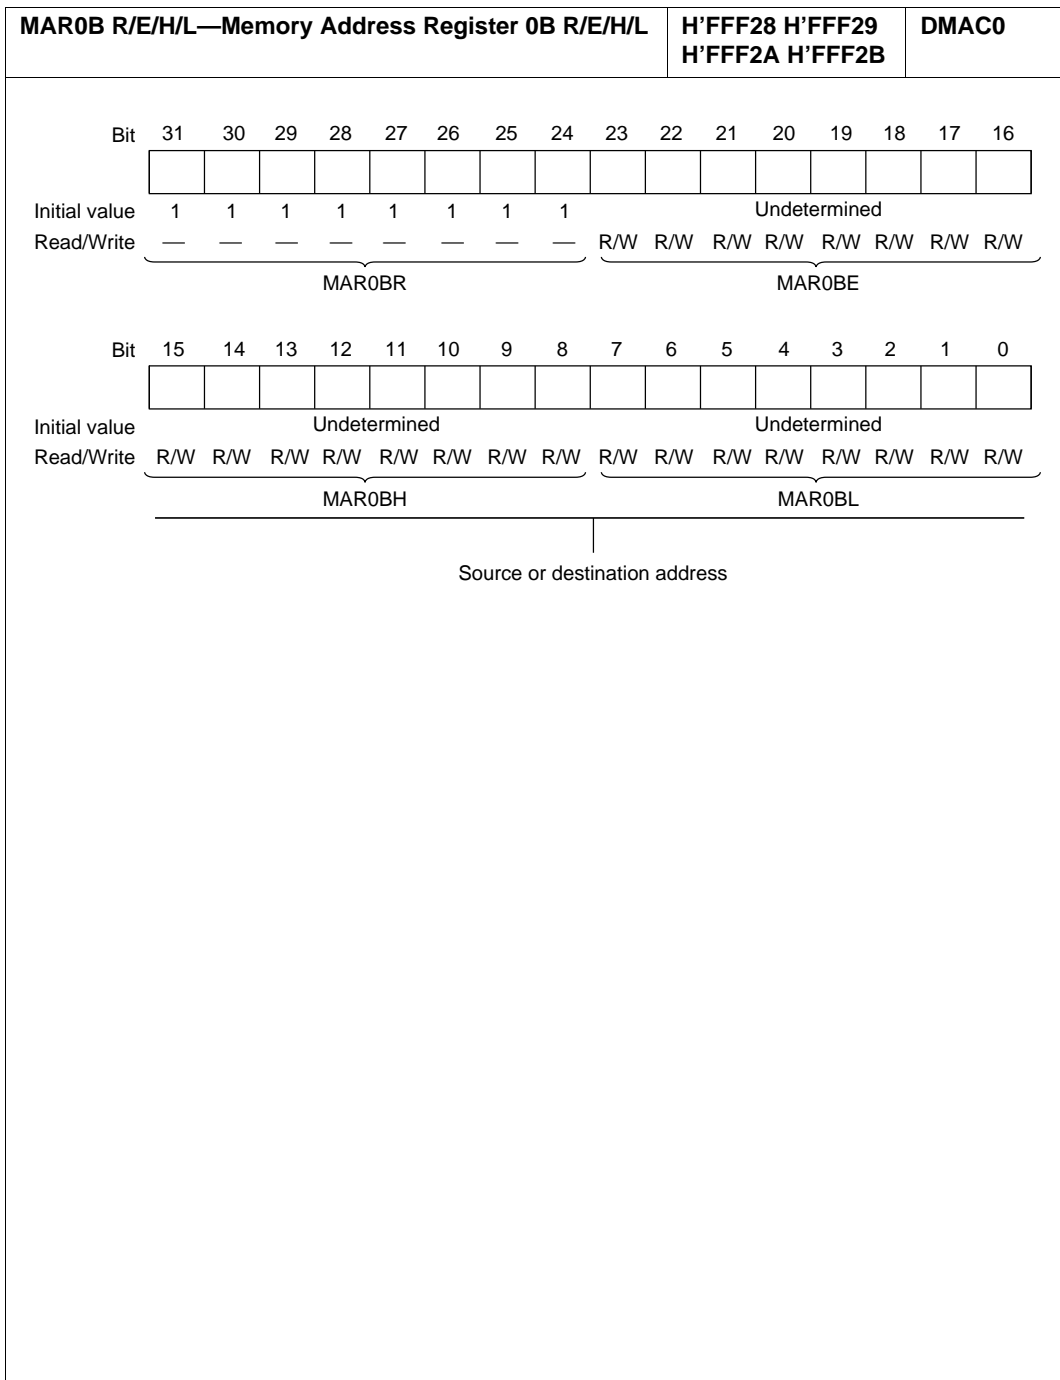 MAR0B R/E/H/L—Memory Address Register 0B R/E/H/L
H'FFF28 H'FFF29
H'FFF2A H'FFF2B
DMAC0
Bit 31 30 29 28 27 26 25 24 23 22 21 20 19 18 17 16
Initial value 1 1 1 1 1 1 1 1 Undetermined
Read/Write — — — — — — — — R/W R/W R/W R/W R/W R/W R/W R/W
MAR0BR MAR0BE
Bit 15 14 13 12 11 10 9 8 7 6 5 4 3 2 1 0
Initial value Undetermined Undetermined
Read/Write R/W R/W R/W R/W R/W R/W R/W R/W R/W R/W R/W R/W R/W R/W R/W R/W
MAR0BH MAR0BL
Source or destination address